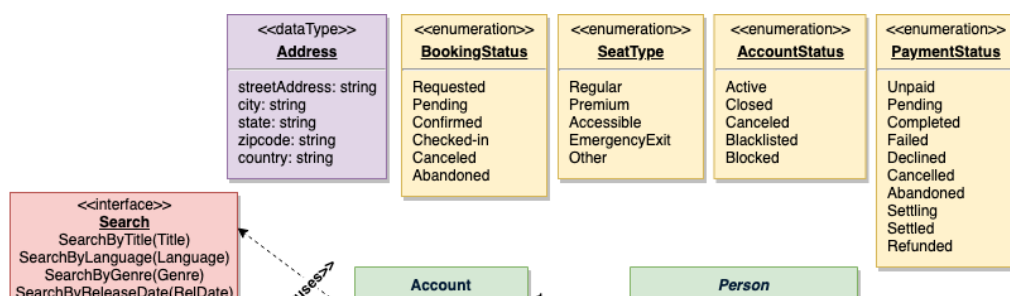 <<dataType>>
Address
streetAddress: string
city: string
state: string
zipcode: string
country: string
<<enumeration>>
BookingStatus
Requested
Pending
Confirmed
Checked-in
Canceled
Abandoned
<<enumeration>>
SeatType
Regular
Premium
Accessible
EmergencyExit
Other
<<enumeration>>
AccountStatus
Active
Closed
Canceled
Blacklisted
Blocked
<<enumeration>>
PaymentStatus
Unpaid
Pending
Completed
Failed
Declined
Cancelled
Abandoned
Settling
Settled
Refunded
<<interface>>
Search
SearchByTitle(Title)
SearchByLanguage(Language)
SearchByGenre(Genre)
SearchByReleaseDate(RelDate)
uses>>
Account
Person